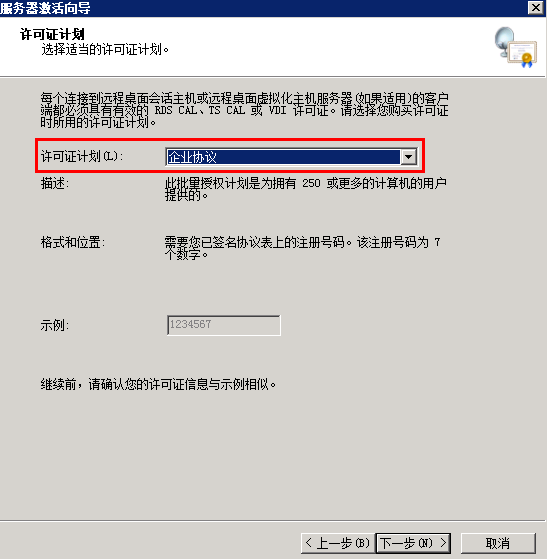 服务器激活向导
许可证计划
选择适当的许可证计划。
每个连接到远程桌面会话主机或远程桌面虚拟化主机服务器(如果适用)的客户
端都必须具有有效的 RDS CAL、TS CAL 或 VDI 许可证。请选择您购买许可证
时所用的许可证计划。
许可证计划(L): 企业协议
描述: 此批量授权计划是为拥有 250 或更多的计算机的用户
提供的。
格式和位置: 需要您已签名协议表上的注册号码。该注册号码为 7
个数字。
示例: 1234567
继续前，请确认您的许可证信息与示例相似。
< 上一步(B) 下一步(N) > 取消